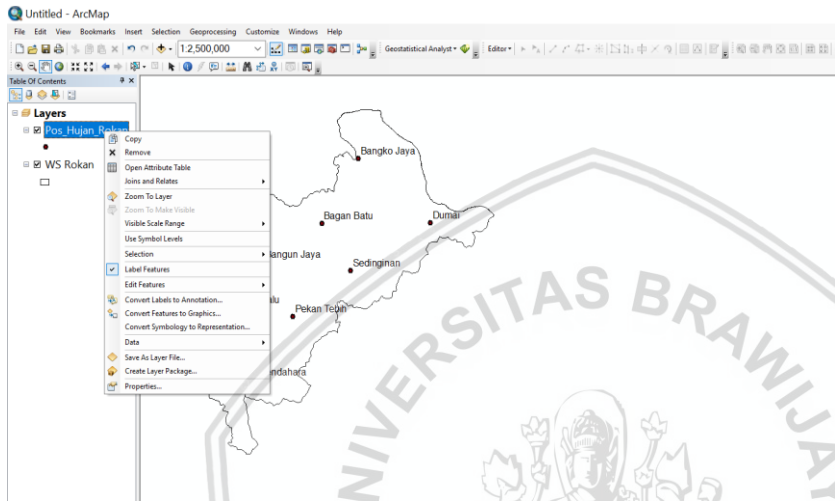 Untitled - ArcMap
File Edit View Bookmarks Insert Selection Geoprocessing Customize Windows Help
1:2,500,000 Geostatistical Analyst Editor
Table Of Contents
Layers
Pos_Hujan_Rokan
WS Rokan
Copy
Remove
Open Attribute Table
Joins and Relates
Zoom To Layer
Zoom To Make Visible
Visible Scale Range
Use Symbol Levels
Selection
Label Features
Edit Features
Convert Labels to Annotation...
Convert Features to Graphics...
Convert Symbology to Representation...
Data
Save As Layer File...
Create Layer Package...
Properties...
Bangko Jaya
Bagan Batu
Dumai
angun Jaya
Sedinginan
alu
Pekan Tebih
ndahara
VERSITAS BRAWIJA